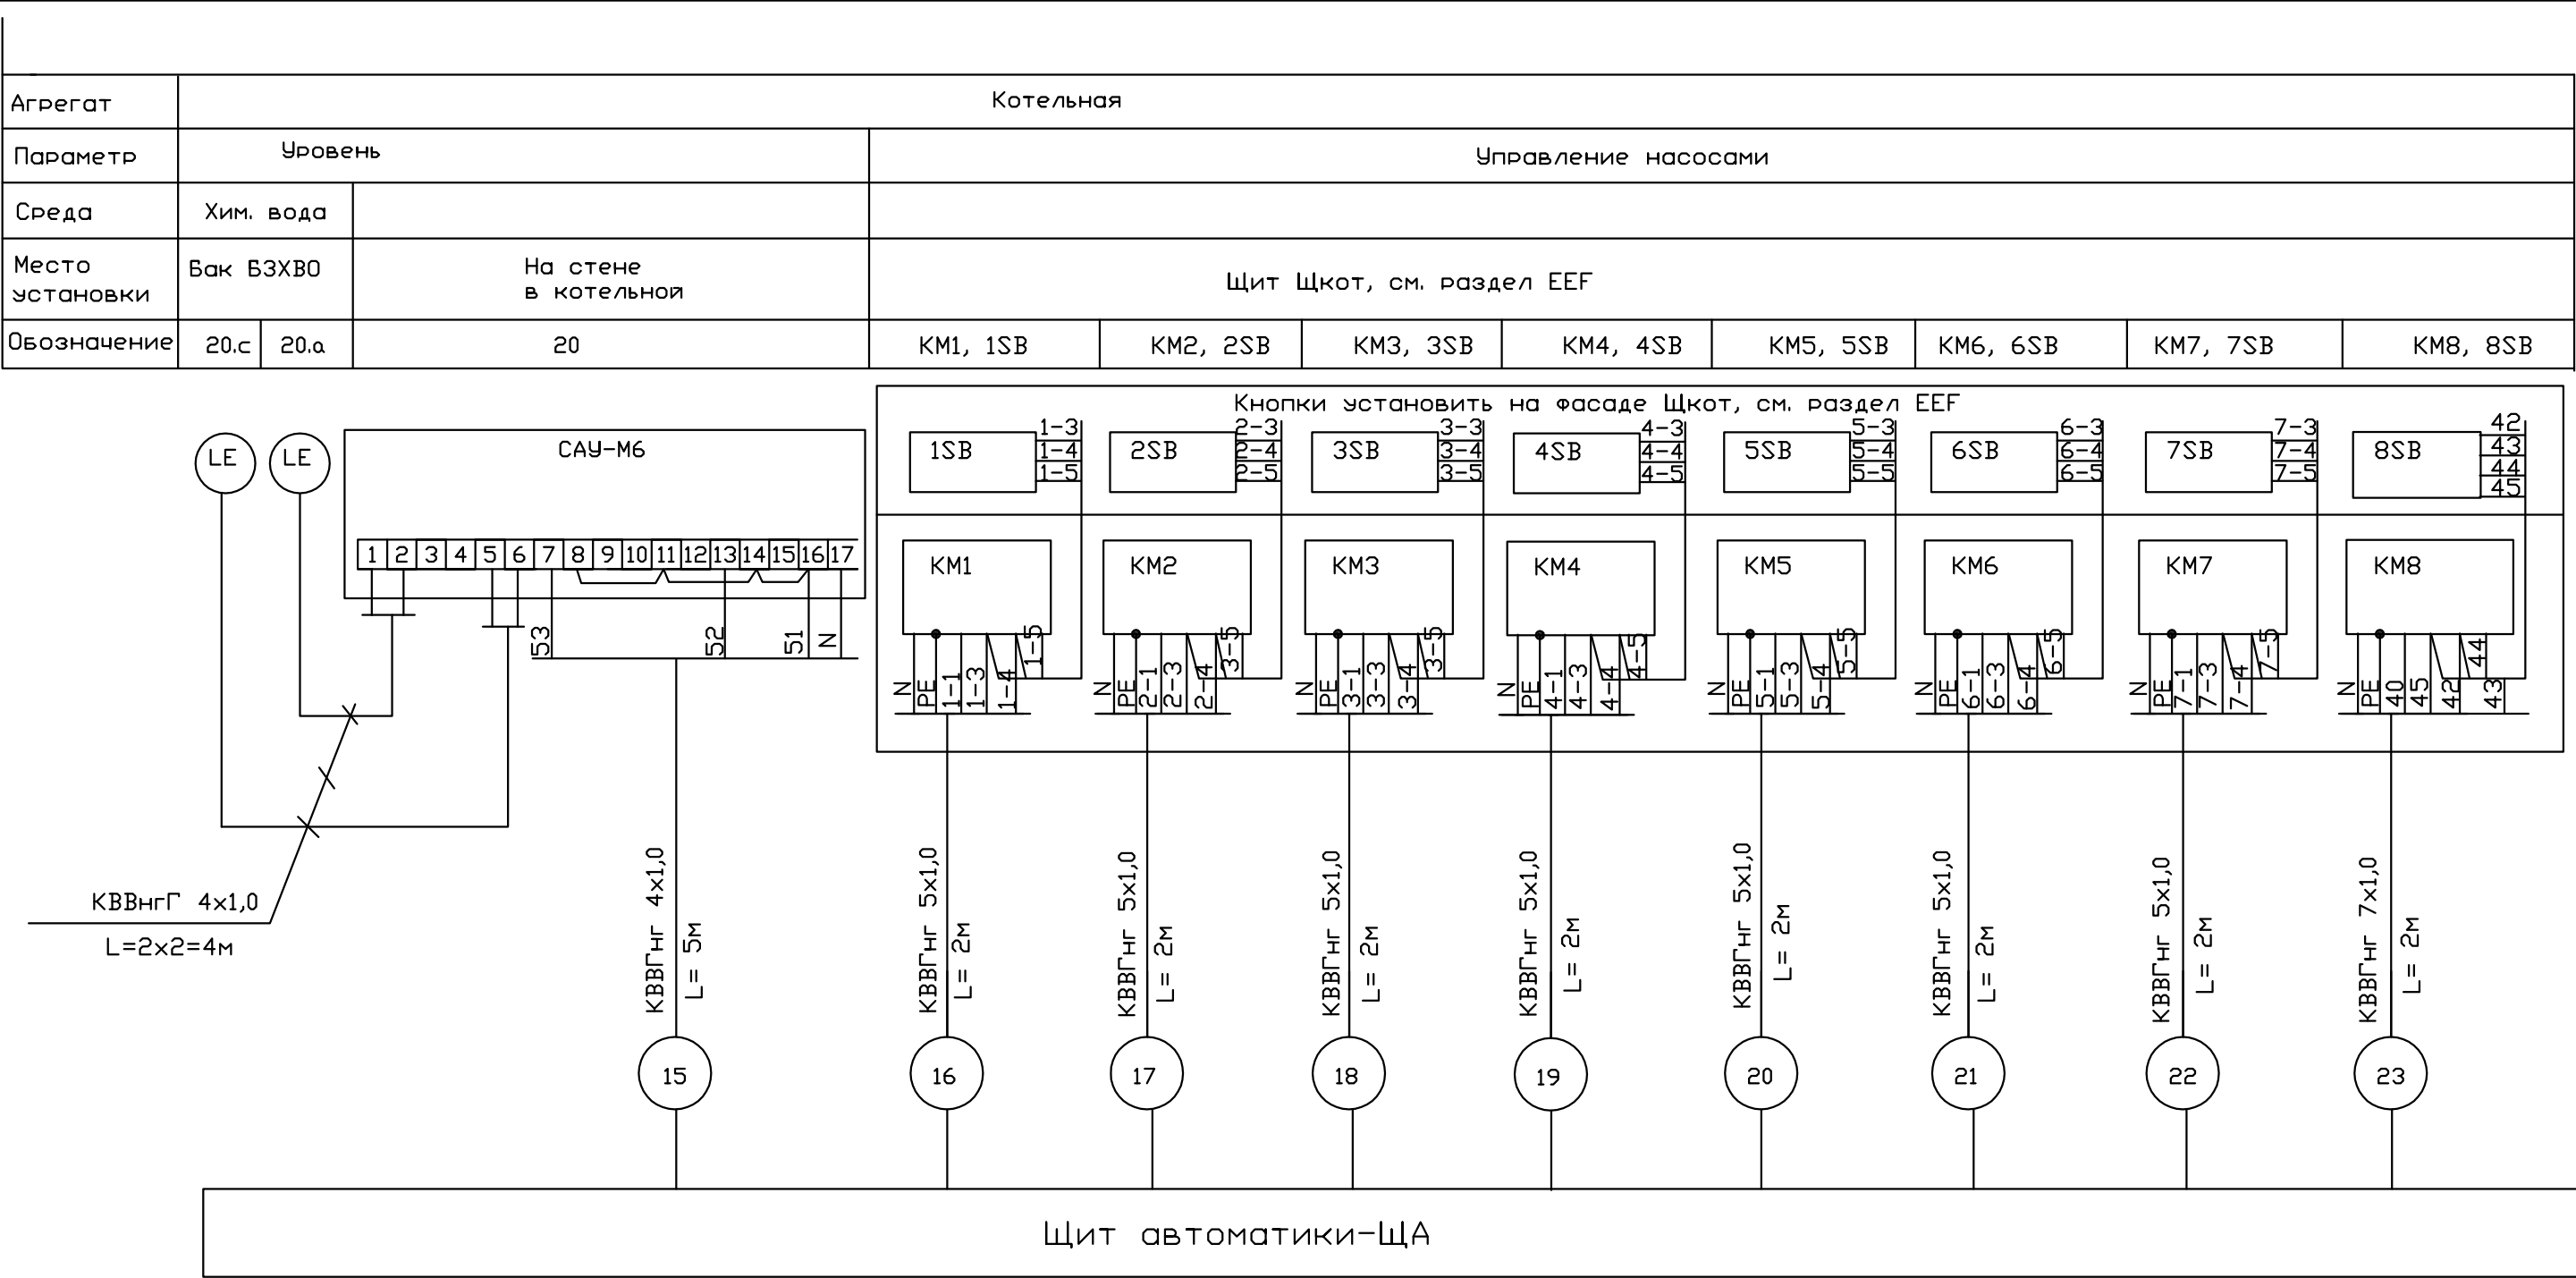 Агрегат
Котельная
Параметр
Уровень
Управление насосами
Среда
Хим. вода
Место
установки
Бак БЗХВО
На стене
в котельной
Щит Щкот, см. раздел EEF
Обозначение
20.c
20.a
20
KM1, 1SB
KM2, 2SB
KM3, 3SB
KM4, 4SB
KM5, 5SB
KM6, 6SB
KM7, 7SB
KM8, 8SB
Кнопки установить на фасаде Щкот, см. раздел EEF
LE
LE
САУ-М6
1 2 3 4 5 6 7 8 9 10 11 12 13 14 15 16 17
53
52
51
N
1SB
1-3
1-4
1-5
2SB
2-3
2-4
2-5
3SB
3-3
3-4
3-5
4SB
4-3
4-4
4-5
5SB
5-3
5-4
5-5
6SB
6-3
6-4
6-5
7SB
7-3
7-4
7-5
8SB
42
43
44
45
KM1
N
PE
1-1
1-3
1-4
1-5
KM2
N
PE
2-1
2-3
2-4
3-5
KM3
N
PE
3-1
3-3
3-4
3-5
KM4
N
PE
4-1
4-3
4-4
4-5
KM5
N
PE
5-1
5-3
5-4
5-5
KM6
N
PE
6-1
6-3
6-4
6-5
KM7
N
PE
7-1
7-3
7-4
7-5
KM8
N
PE
40
45
42
44
43
КВВнгГ 4x1,0
L=2x2=4м
КВВГнг 4x1,0
L= 5м
КВВГнг 5x1,0
L= 2м
КВВГнг 5x1,0
L= 2м
КВВГнг 5x1,0
L= 2м
КВВГнг 5x1,0
L= 2м
КВВГнг 5x1,0
L= 2м
КВВГнг 5x1,0
L= 2м
КВВГнг 5x1,0
L= 2м
КВВГнг 7x1,0
L= 2м
15
16
17
18
19
20
21
22
23
Щит автоматики-ЩА